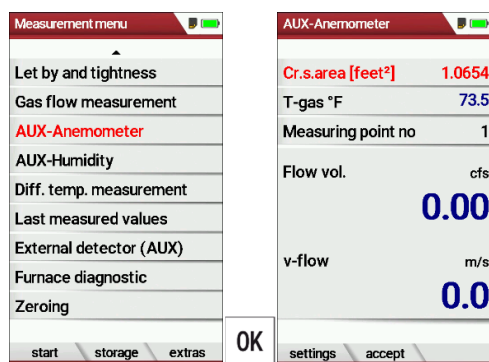 Measurement menu
Let by and tightness
Gas flow measurement
AUX-Anemometer
AUX-Humidity
Diff. temp. measurement
Last measured values
External detector (AUX)
Furnace diagnostic
Zeroing
start storage extras
OK
AUX-Anemometer
Cr.s.area [feet²] 1.0654
T-gas °F 73.5
Measuring point no 1
Flow vol. cfs
0.00
v-flow m/s
0.0
settings accept